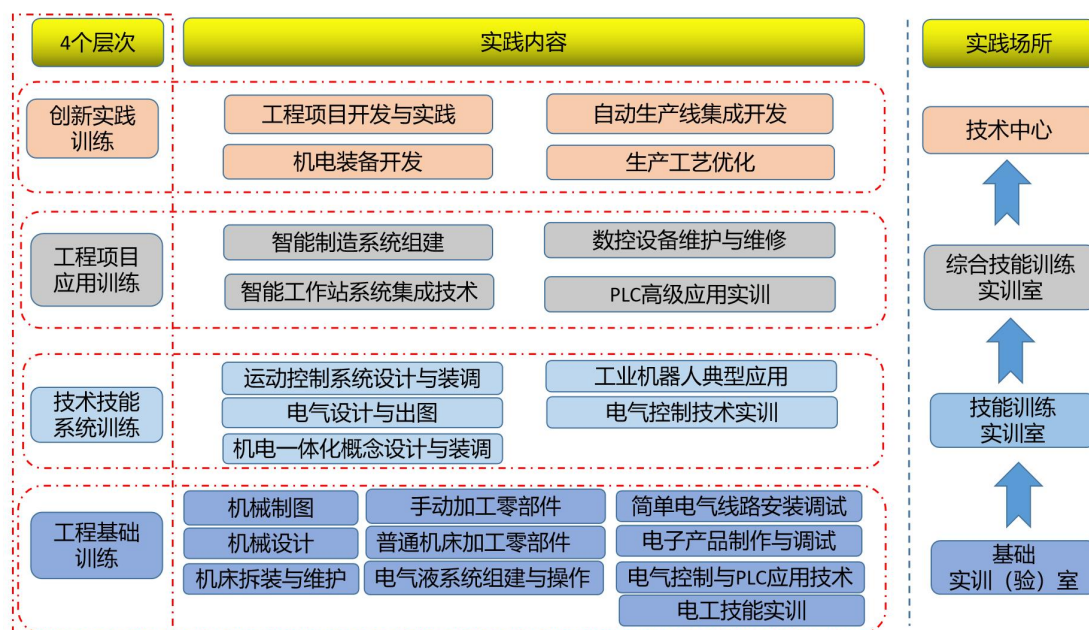 4个层次
实践内容
实践场所
创新实践
训练
工程项目开发与实践
自动生产线集成开发
机电装备开发
生产工艺优化
技术中心
工程项目
应用训练
智能制造系统组建
数控设备维护与维修
智能工作站系统集成技术
PLC高级应用实训
综合技能训练
实训室
技术技能
系统训练
运动控制系统设计与装调
工业机器人典型应用
电气设计与出图
电气控制技术实训
机电一体化概念设计与装调
技能训练
实训室
工程基础
训练
机械制图
手动加工零部件
简单电气线路安装调试
机械设计
普通机床加工零部件
电子产品制作与调试
机床拆装与维护
电气液系统组建与操作
电气控制与PLC应用技术
电工技能实训
基础
实训（验）室